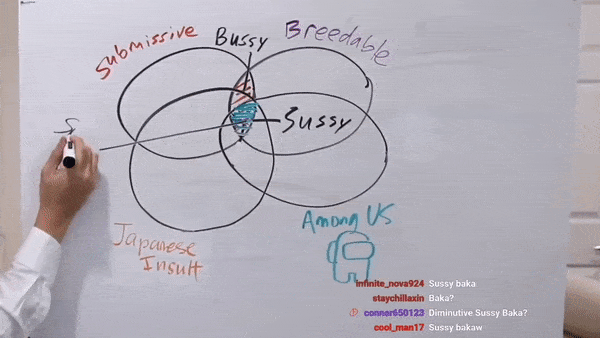 Submissive
Bussy
Breedable
S
Sussy
Among US
Japanese
Insult
infinite_nova924 Sussy baka
staychillaxin Baka?
conner650123 Diminutive Sussy Baka?
cool_man17 Sussy bakaw